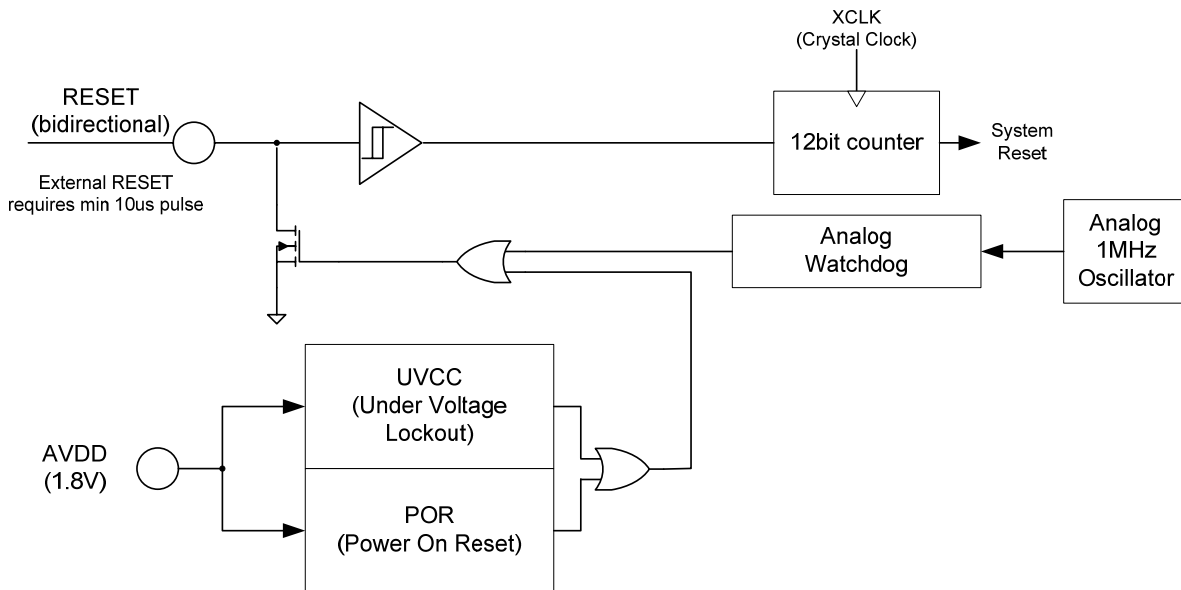 XCLK
(Crystal Clock)
RESET
(bidirectional)
External RESET
requires min 10us pulse
12bit counter
System
Reset
Analog
Watchdog
Analog
1MHz
Oscillator
UVCC
(Under Voltage
Lockout)
AVDD
(1.8V)
POR
(Power On Reset)